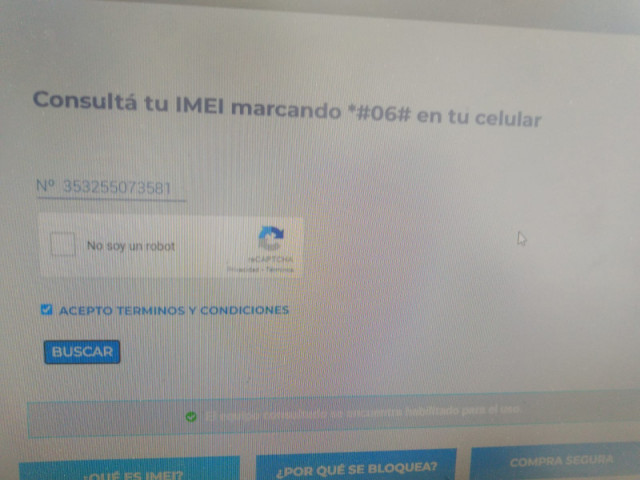 Consultá tu IMEI marcando *#06# en tu celular
Nº 353255073581
No soy un robot
reCAPTCHA
Privacidad - Términos
ACEPTO TERMINOS Y CONDICIONES
BUSCAR
El equipo consultado se encuentra habilitado para el uso.
¿QUÉ ES IMEI?
¿POR QUÉ SE BLOQUEA?
COMPRA SEGURA